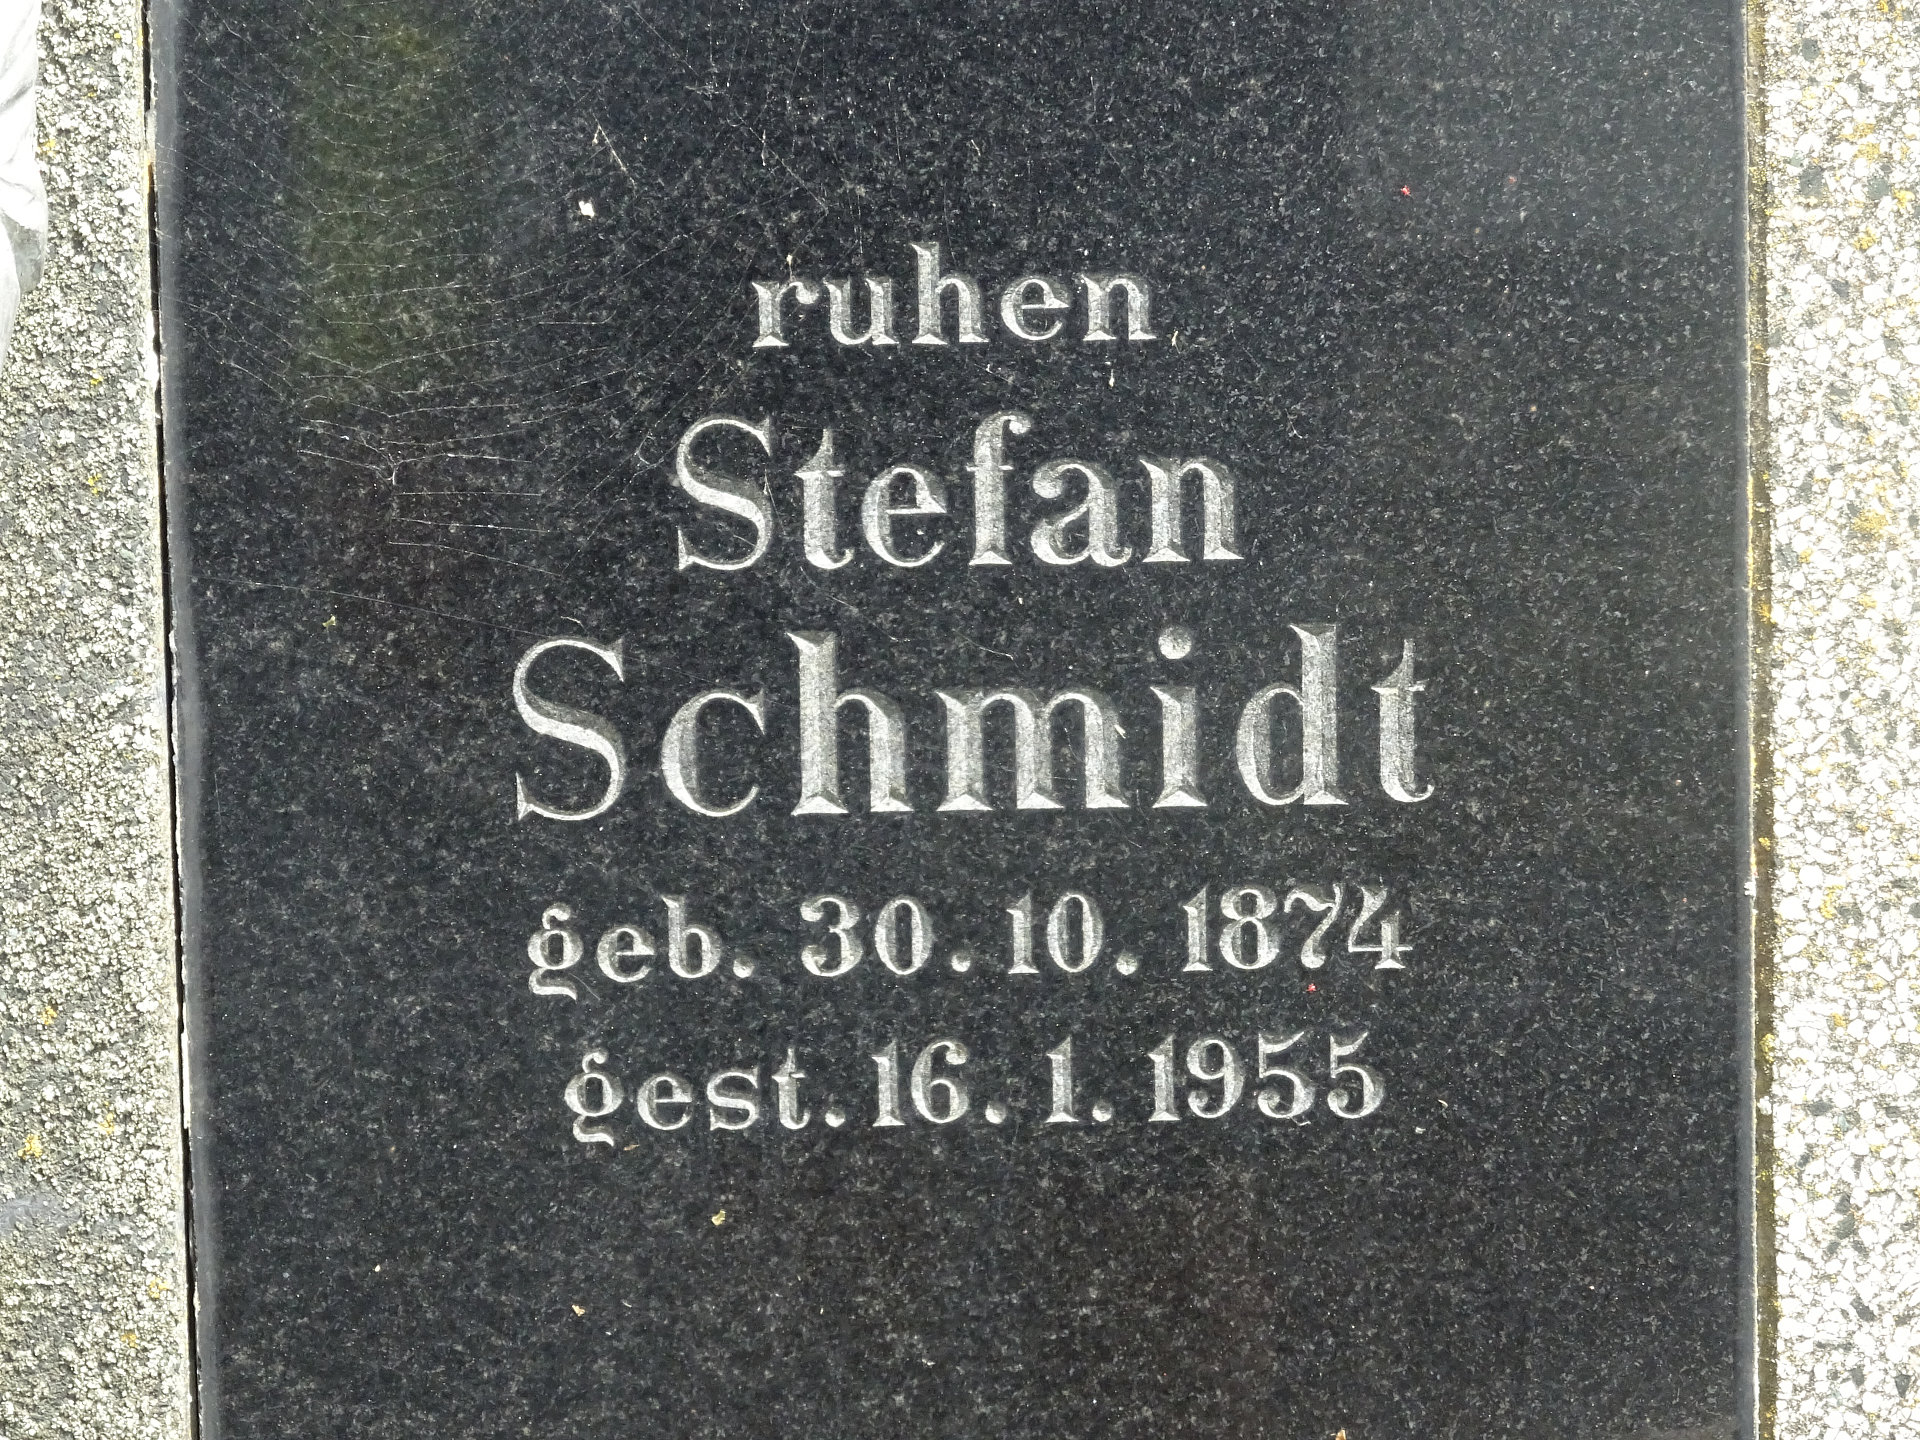 ruhen
Stefan
Schmidt
geb. 30. 10. 1874
gest. 16. 1. 1955